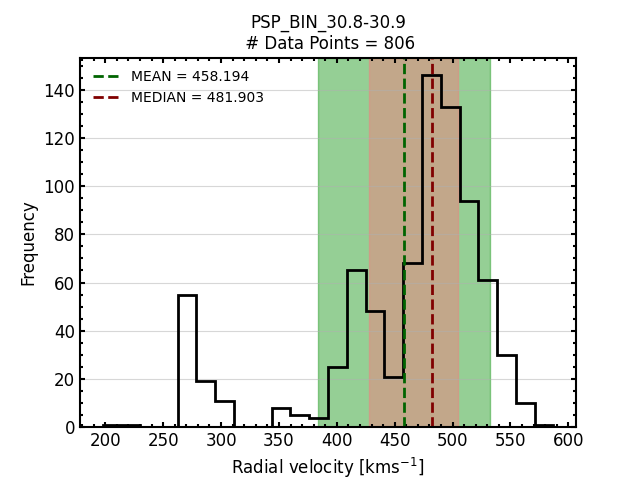 PSP_BIN_30.8-30.9
# Data Points = 806
MEAN = 458.194
MEDIAN = 481.903
Frequency
140
120
100
80
60
40
20
0
200 250 300 350 400 450 500 550 600
Radial velocity [kms⁻¹]